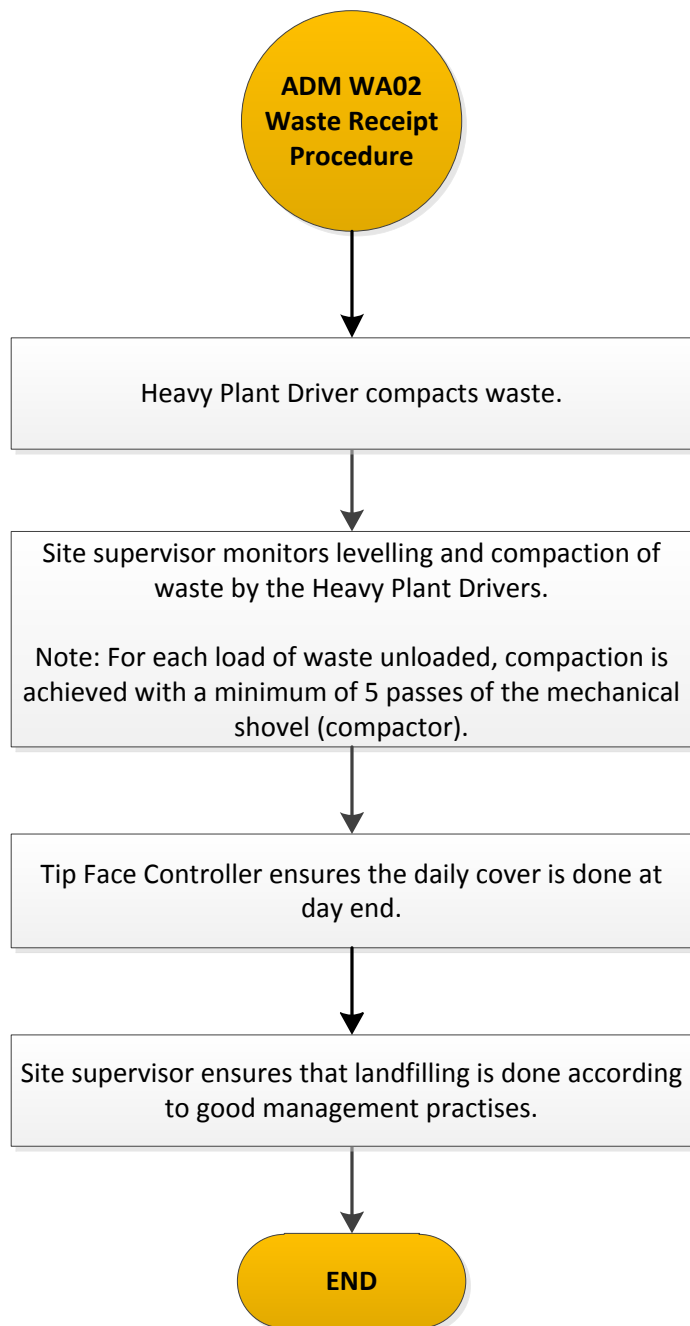 ADM WA02
Waste Receipt
Procedure
Heavy Plant Driver compacts waste.
Site supervisor monitors levelling and compaction of
waste by the Heavy Plant Drivers.
Note: For each load of waste unloaded, compaction is
achieved with a minimum of 5 passes of the mechanical
shovel (compactor).
Tip Face Controller ensures the daily cover is done at
day end.
Site supervisor ensures that landfilling is done according
to good management practises.
END